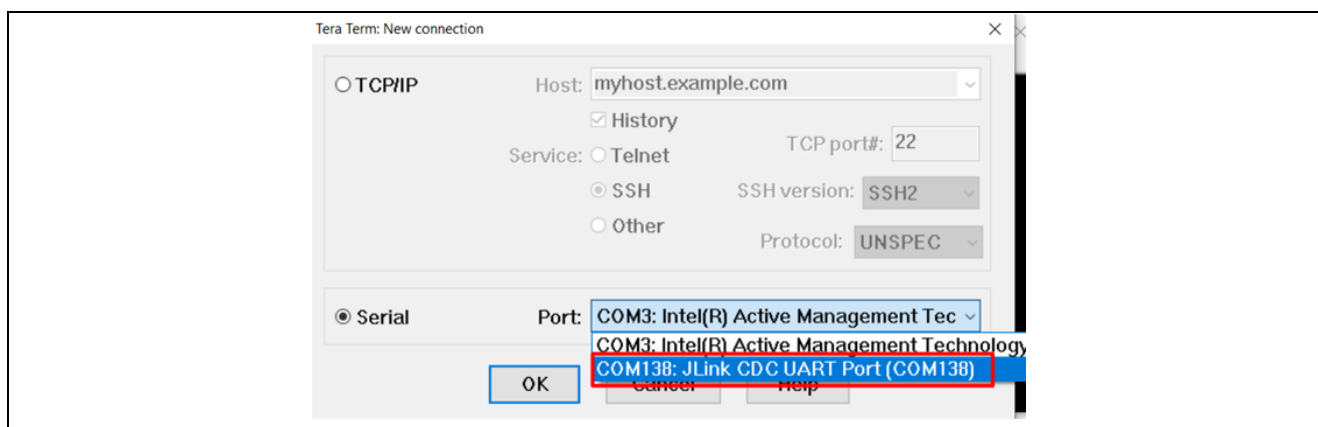 Tera Term: New connection
TCP/IP
Host: myhost.example.com
History
Service: Telnet
TCP port#: 22
SSH
SSH version: SSH2
Other
Protocol: UNSPEC
Serial
Port: COM3: Intel(R) Active Management Tec
COM3: Intel(R) Active Management Technology
COM138: JLink CDC UART Port (COM138)
OK
Cancel
Help